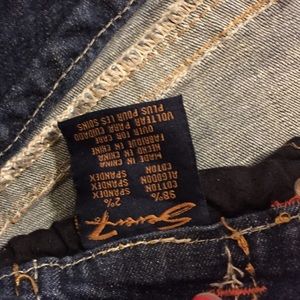 Seven7
98% 2%
COTTON SPANDEX
ALGODON SPANDEX
COTON SPANDEX
MADE IN CHINA
HECHO EN CHINA
FABRIQUE EN CHINE
OVER FOR CARE
VOLTEAR PARA CUIDADO
PLUS POUR LES SOINS